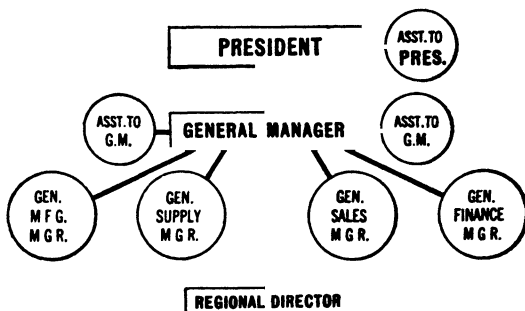 PRESIDENT
ASST. TO
PRES.
ASST. TO
G.M.
GENERAL MANAGER
ASST. TO
G.M.
GEN.
MFG.
MGR.
GEN.
SUPPLY
MGR.
GEN.
SALES
MGR.
GEN.
FINANCE
MGR.
REGIONAL DIRECTOR